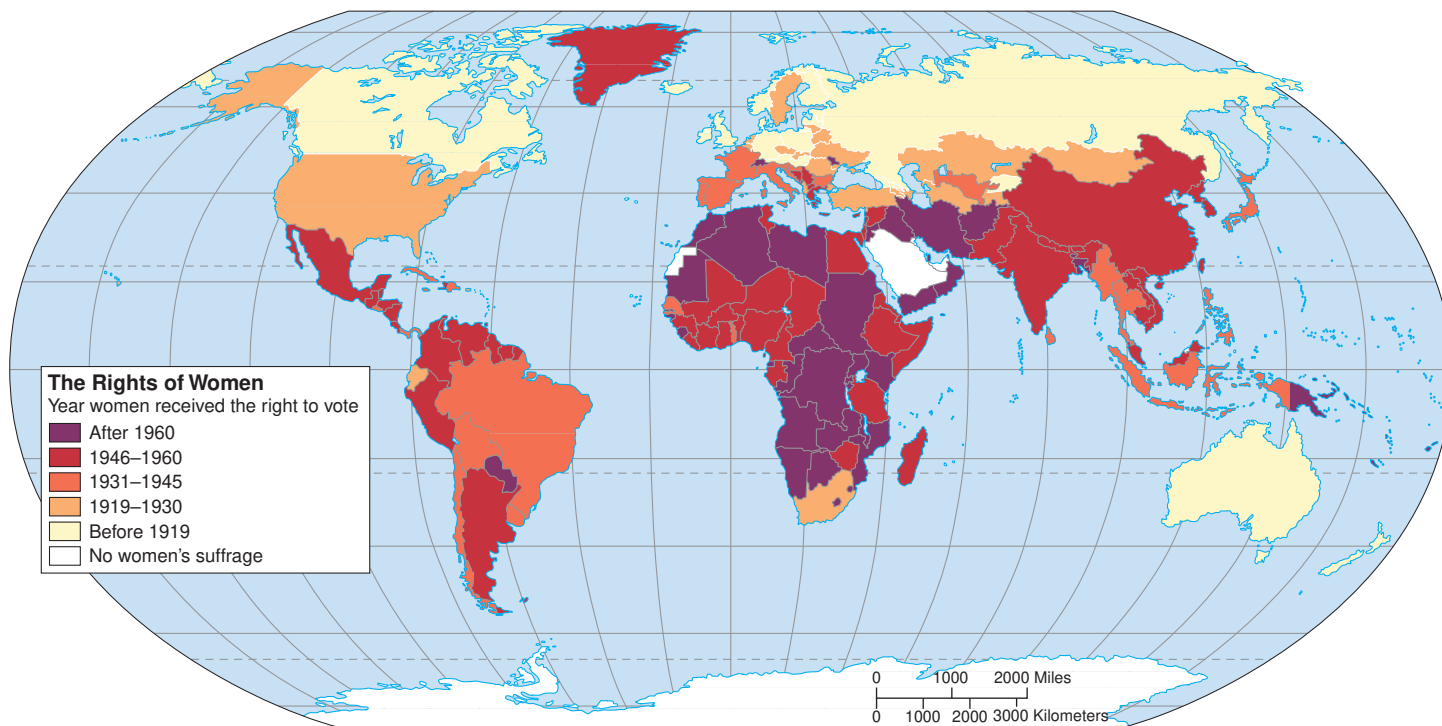 The Rights of Women
Year women received the right to vote
After 1960
1946–1960
1931–1945
1919–1930
Before 1919
No women's suffrage
0 1000 2000 Miles
0 1000 2000 3000 Kilometers